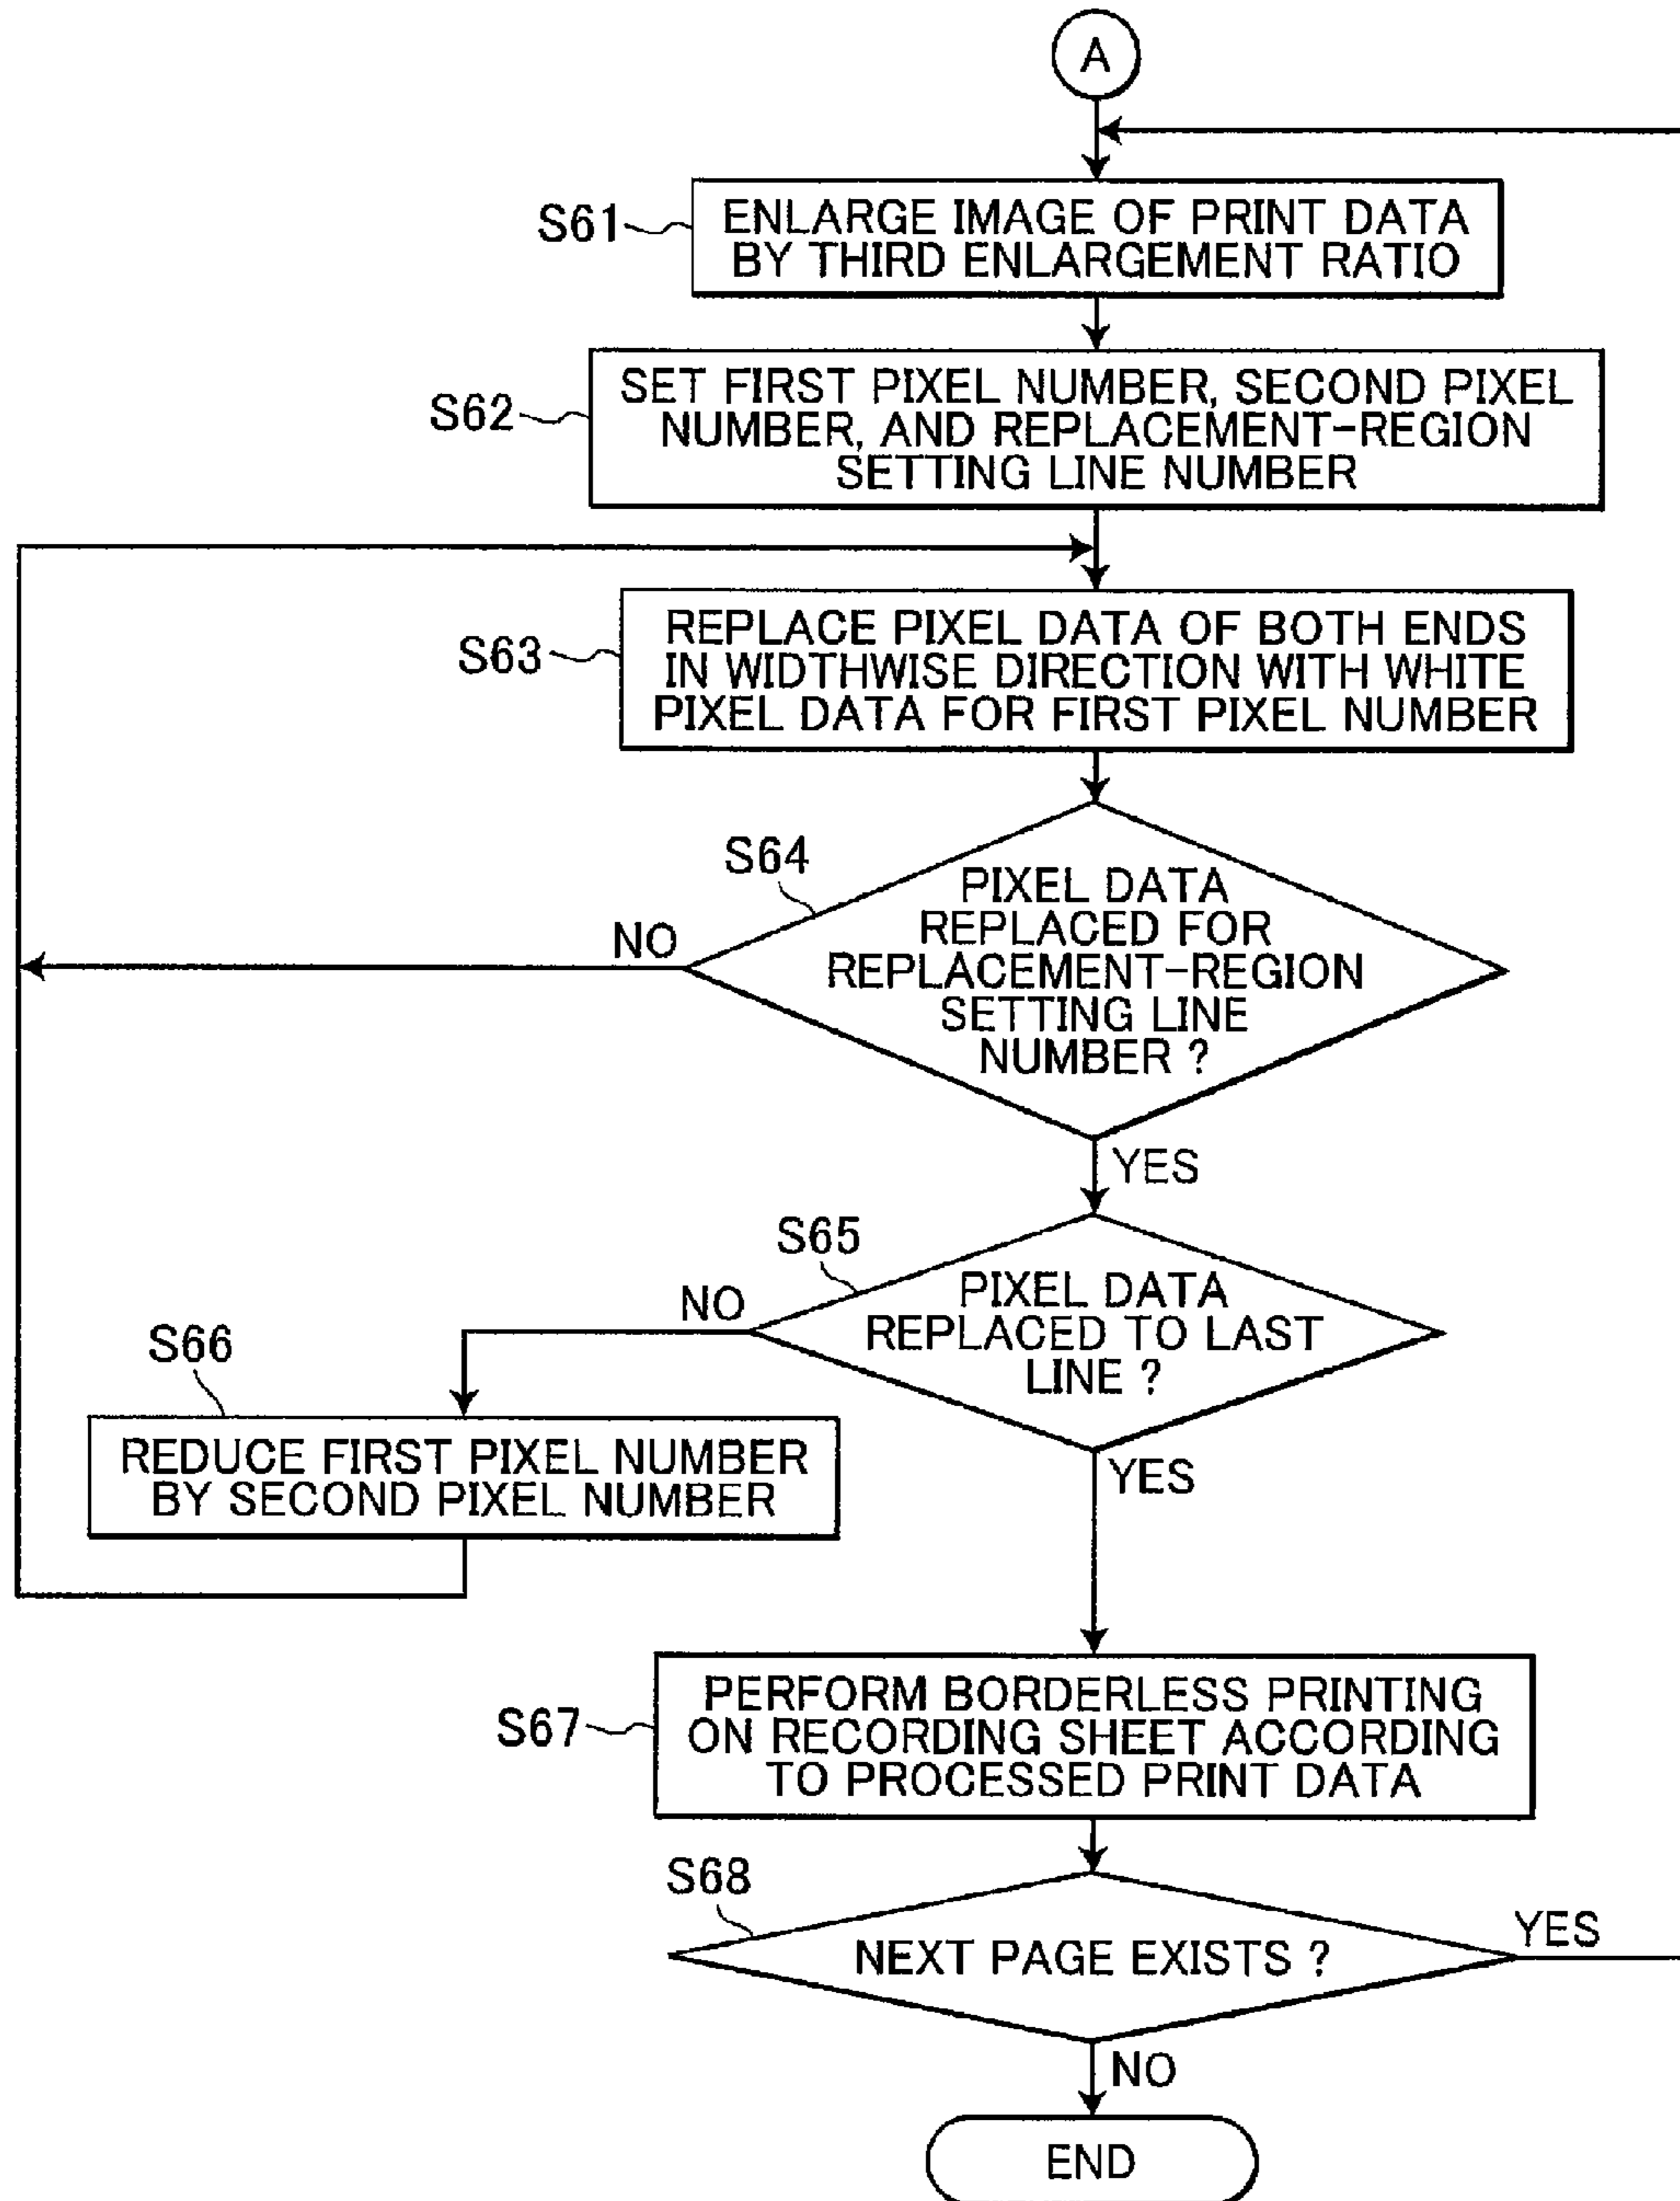 A
S61
ENLARGE IMAGE OF PRINT DATA
BY THIRD ENLARGEMENT RATIO
S62
SET FIRST PIXEL NUMBER, SECOND PIXEL
NUMBER, AND REPLACEMENT-REGION
SETTING LINE NUMBER
S63
REPLACE PIXEL DATA OF BOTH ENDS
IN WIDTHWISE DIRECTION WITH WHITE
PIXEL DATA FOR FIRST PIXEL NUMBER
S64
PIXEL DATA
REPLACED FOR
REPLACEMENT-REGION
SETTING LINE
NUMBER ?
NO
YES
S65
PIXEL DATA
REPLACED TO LAST
LINE ?
NO
YES
S66
REDUCE FIRST PIXEL NUMBER
BY SECOND PIXEL NUMBER
S67
PERFORM BORDERLESS PRINTING
ON RECORDING SHEET ACCORDING
TO PROCESSED PRINT DATA
S68
NEXT PAGE EXISTS ?
YES
NO
END